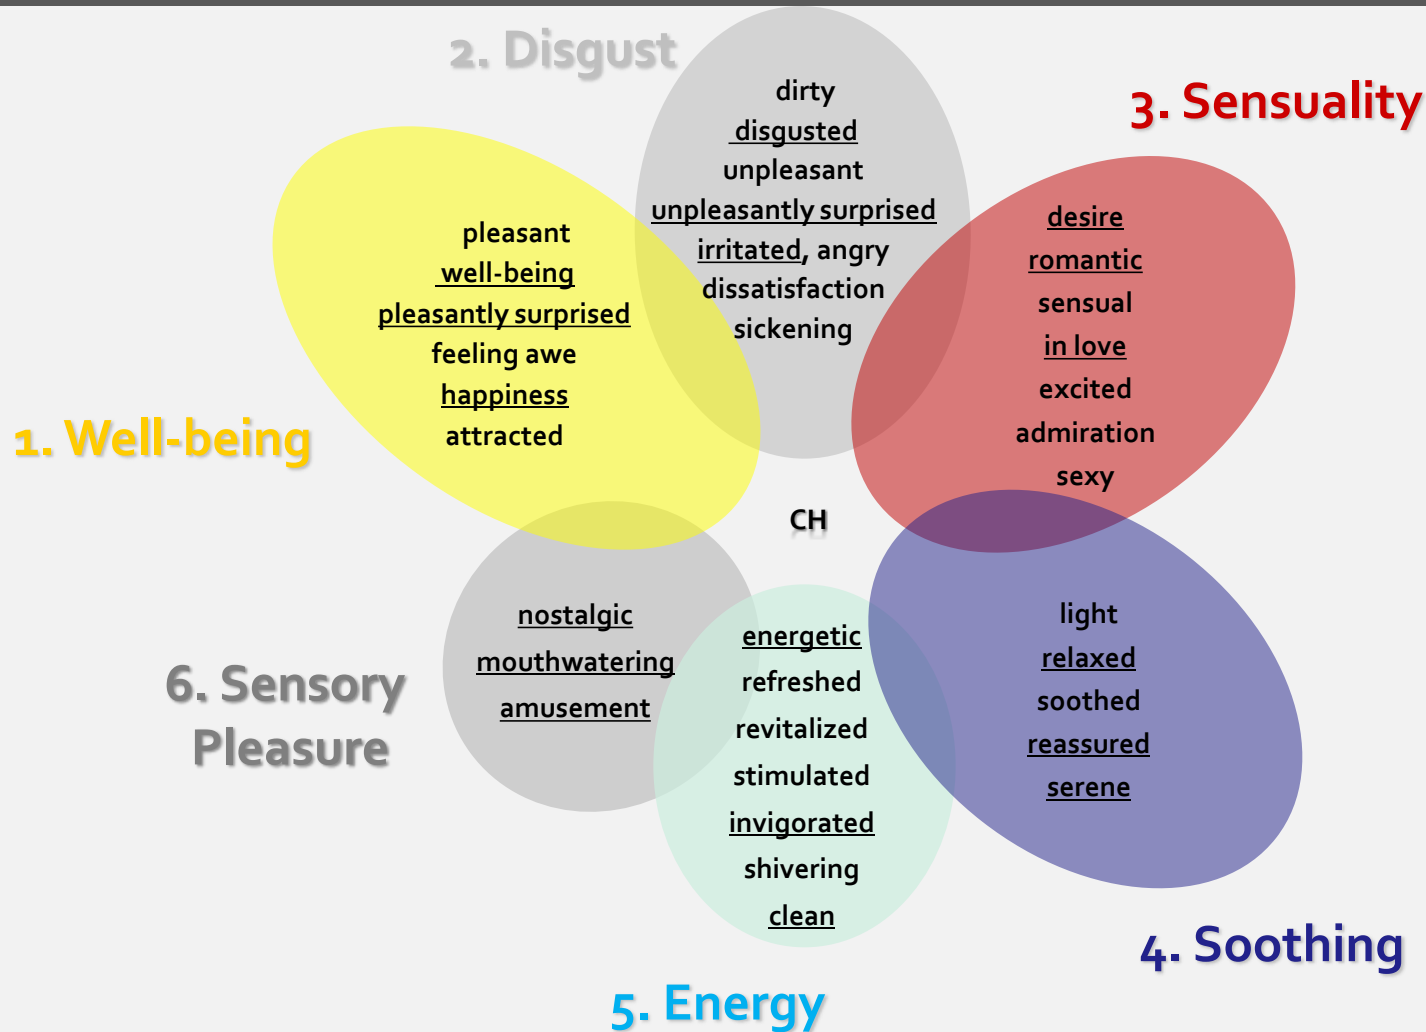 2. Disgust
dirty
disgusted
unpleasant
unpleasantly surprised
irritated, angry
dissatisfaction
sickening
3. Sensuality
desire
romantic
sensual
in love
excited
admiration
sexy
pleasant
well-being
pleasantly surprised
feeling awe
happiness
attracted
1. Well-being
CH
nostalgic
mouthwatering
amusement
6. Sensory
Pleasure
energetic
refreshed
revitalized
stimulated
invigorated
shivering
clean
5. Energy
light
relaxed
soothed
reassured
serene
4. Soothing